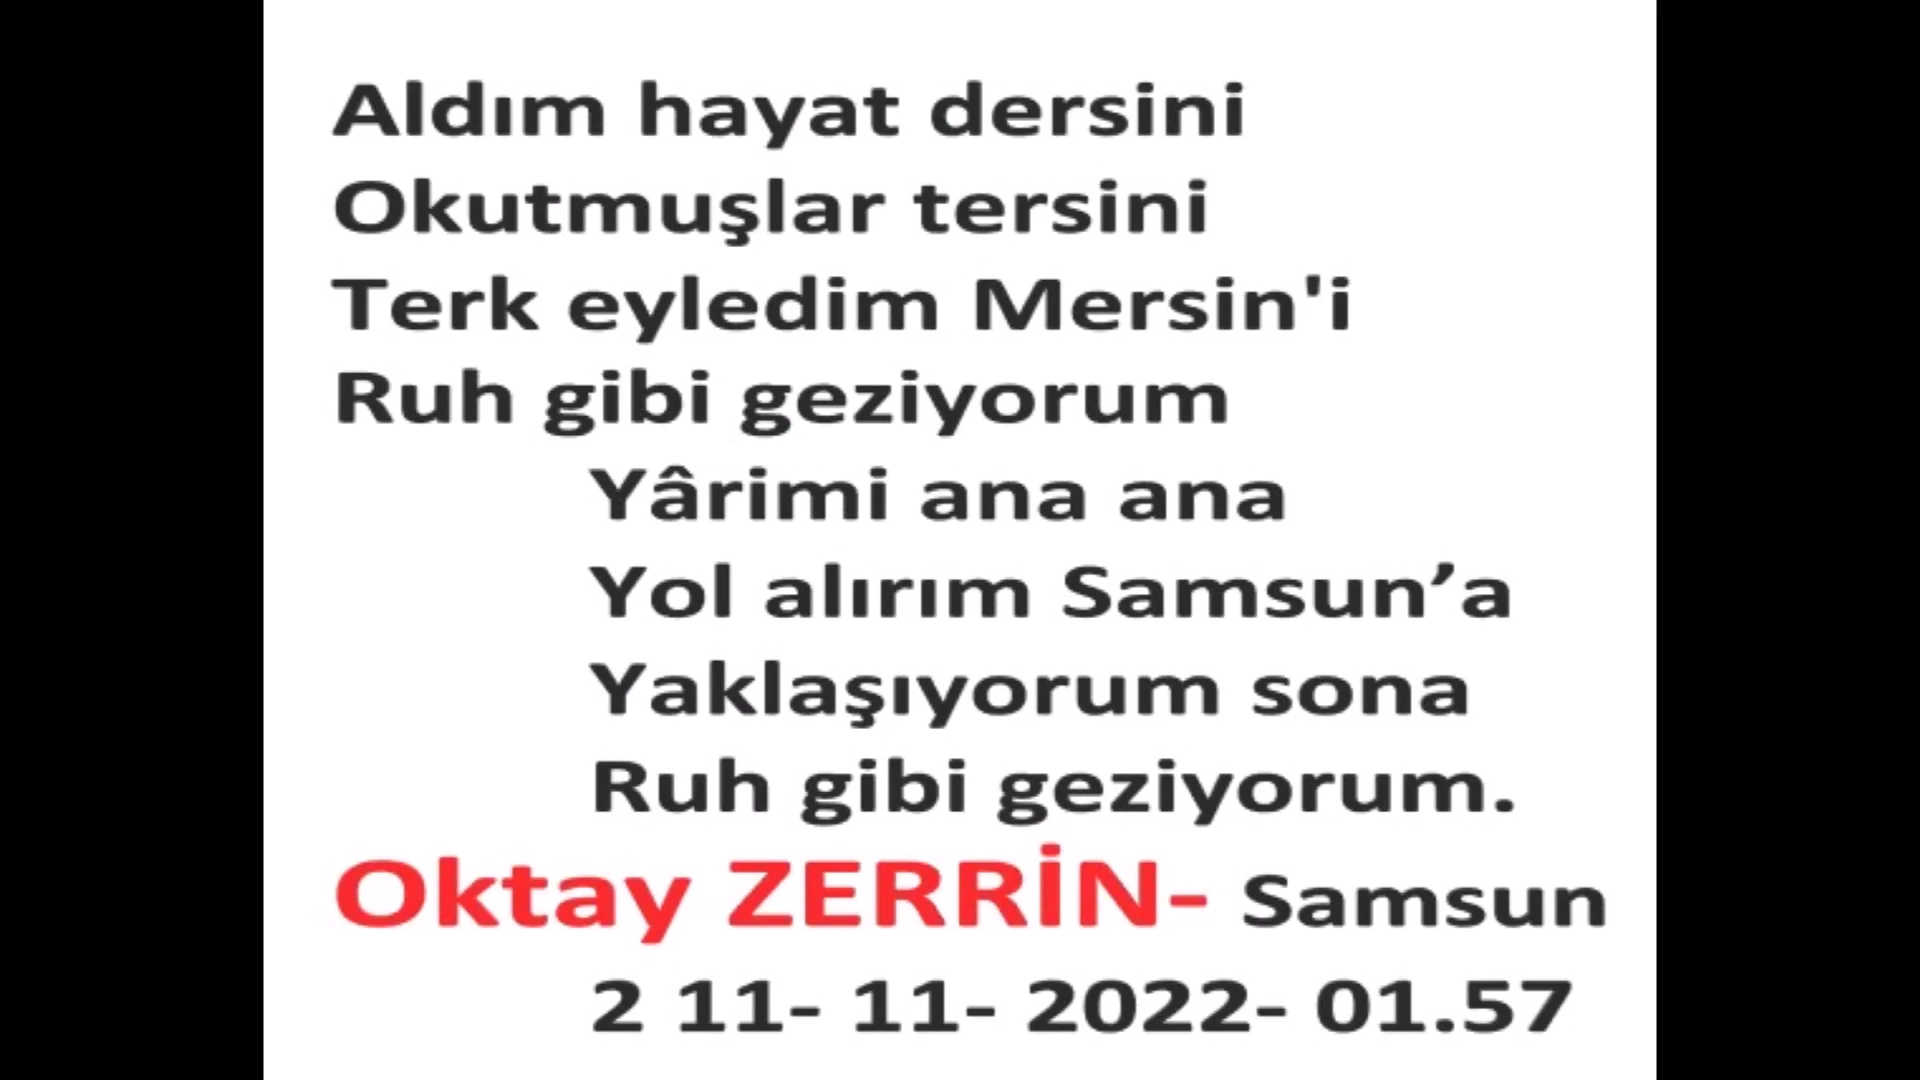 Aldım hayat dersini
Okutmuşlar tersini
Terk eyledim Mersin'i
Ruh gibi geziyorum
Yârimi ana ana
Yol alırım Samsun’a
Yaklaşıyorum sona
Ruh gibi geziyorum.
Oktay ZERRİN- Samsun
2 11- 11- 2022- 01.57